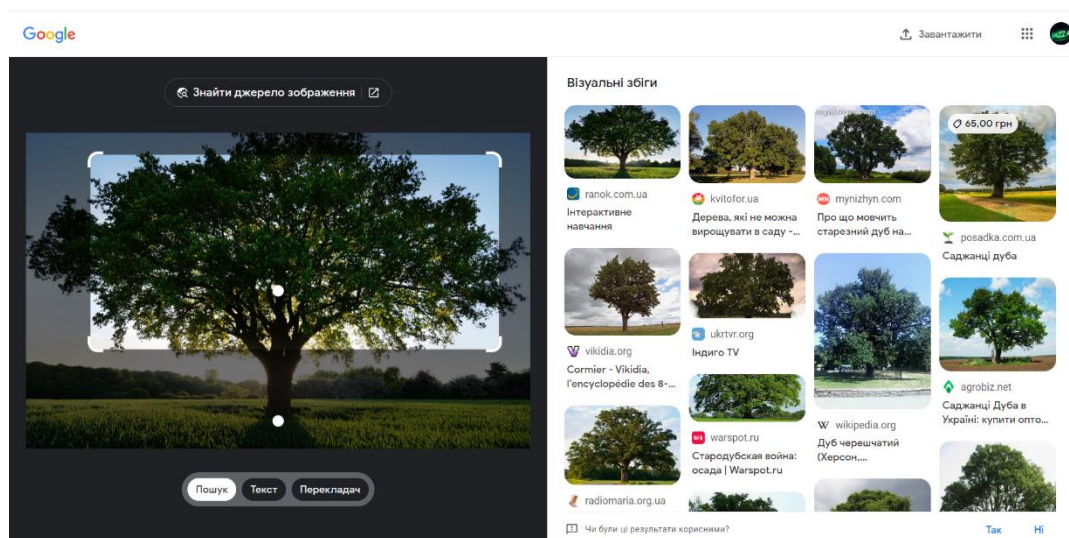 Google
Завантажити
Знайти джерело зображення
Пошук
Текст
Перекладач
Візуальні збіги
ranok.com.ua
Інтерактивне
навчання
kvitofor.ua
Дерева, які не можна
вирощувати в саду -...
mynizhyn.com
Про що мовчить
старезний дуб на...
65,00 грн
posadka.com.ua
Саджанці дуба
vikidia.org
Cormier - Vikidia,
l'encyclopédie des 8-...
ukrtvr.org
Індиго TV
wikipedia.org
Дуб черешчатий
(Херсон,...
agrobiz.net
Саджанці Дуба в
Україні: купити опто...
warspot.ru
Стародубская война:
осада | Warspot.ru
radiomaria.org.ua
Чи були ці результати корисними?
Так
Ні